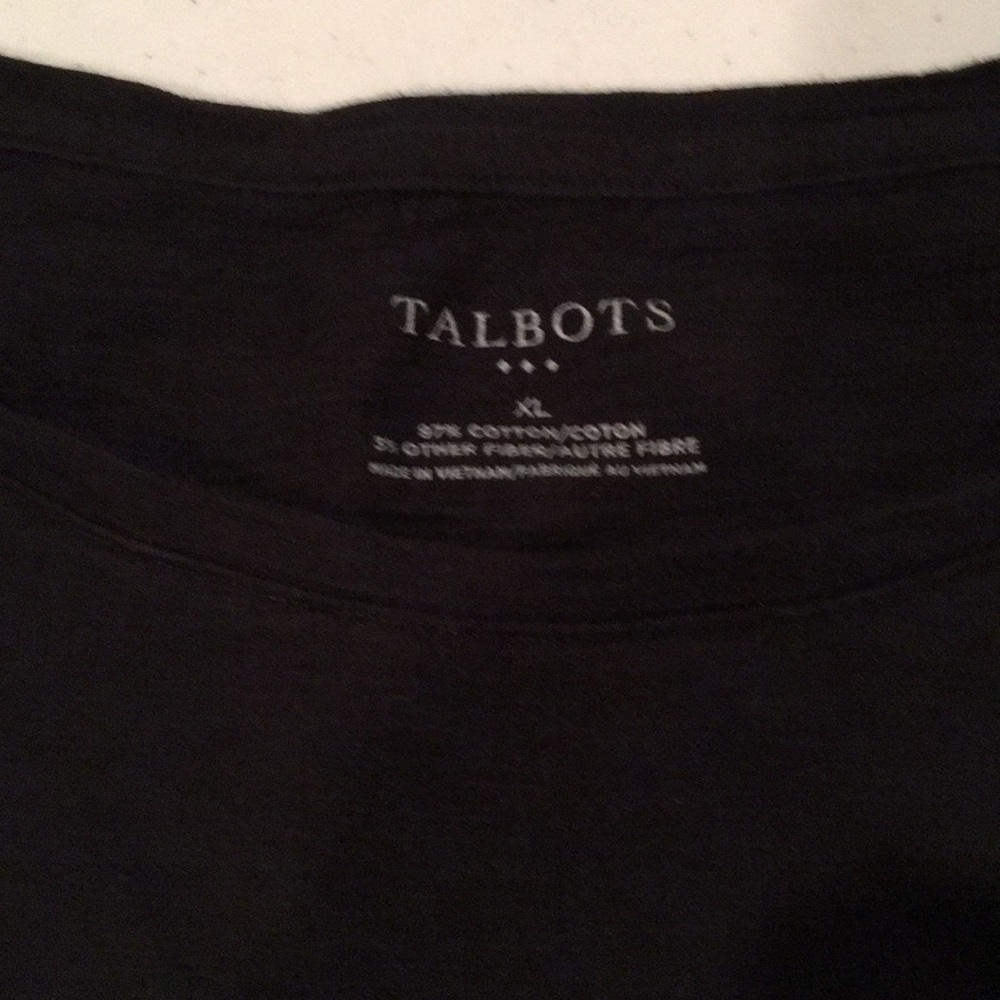 TALBOTS
XL
97% COTTON/COTON
3% OTHER FIBER/AUTRE FIBRE
MADE IN VIETNAM/FABRIQUÉ AU VIETNAM